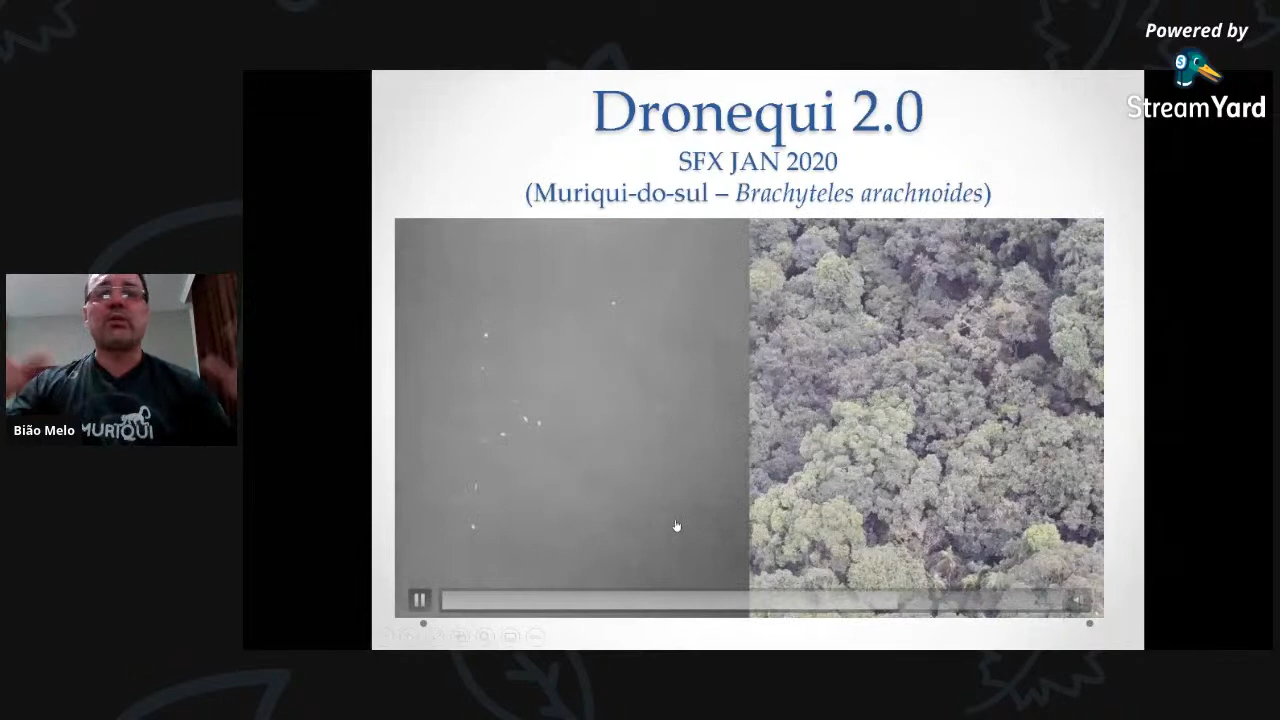 Powered by
StreamYard
Dronequi 2.0
SFX JAN 2020
(Muriqui-do-sul – Brachyteles arachnoides)
Bião Melo
MURIQUI